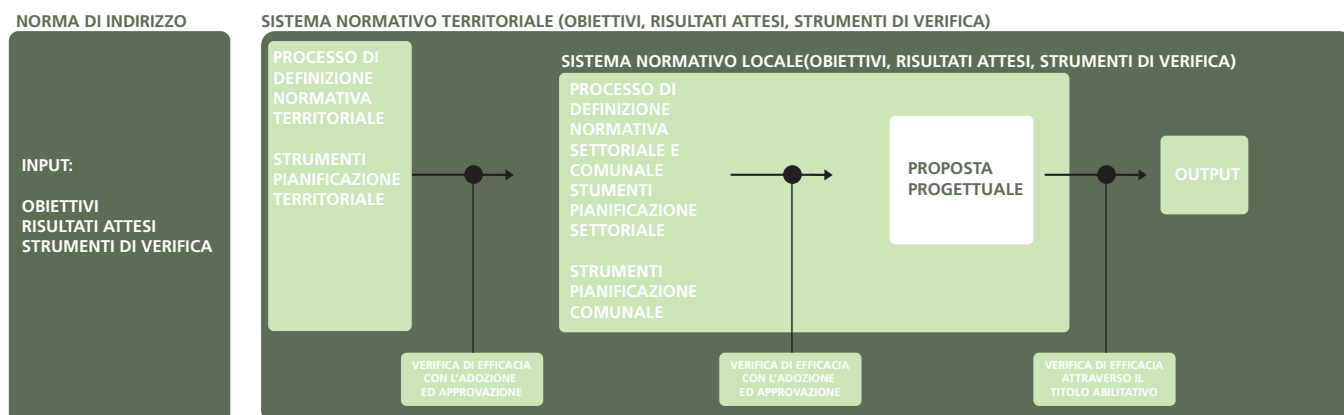 NORMA DI INDIRIZZO
INPUT:
OBIETTIVI
RISULTATI ATTESI
STRUMENTI DI VERIFICA
SISTEMA NORMATIVO TERRITORIALE (OBIETTIVI, RISULTATI ATTESI, STRUMENTI DI VERIFICA)
PROCESSO DI
DEFINIZIONE
NORMATIVA
TERRITORIALE
STRUMENTI
PIANIFICAZIONE
TERRITORIALE
SISTEMA NORMATIVO LOCALE(OBIETTIVI, RISULTATI ATTESI, STRUMENTI DI VERIFICA)
PROCESSO DI
DEFINIZIONE
NORMATIVA
SETTORIALE E
COMUNALE
STUMENTI
PIANIFICAZIONE
SETTORIALE
STRUMENTI
PIANIFICAZIONE
COMUNALE
PROPOSTA
PROGETTUALE
OUTPUT
VERIFICA DI EFFICACIA
CON L'ADOZIONE
ED APPROVAZIONE
VERIFICA DI EFFICACIA
CON L'ADOZIONE
ED APPROVAZIONE
VERIFICA DI EFFICACIA
ATTRAVERSO IL
TITOLO ABILITATIVO